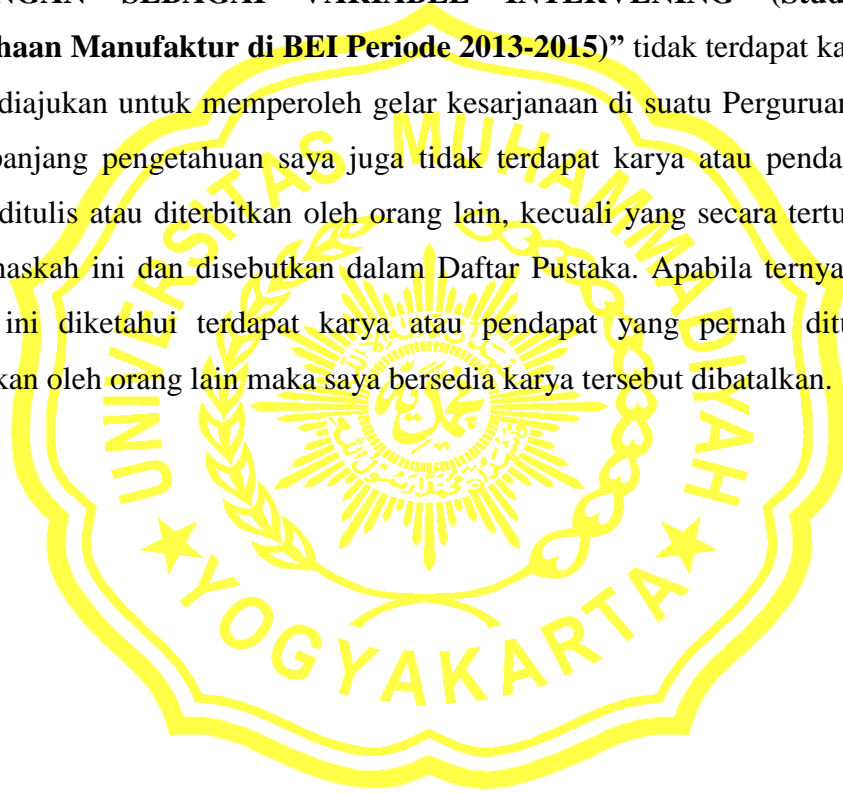 NGAN SEBAGAI VARIABLE INTERVENING (Stud
haan Manufaktur di BEI Periode 2013-2015)” tidak terdapat ka
diajukan untuk memperoleh gelar kesarjanaan di suatu Perguruan
panjang pengetahuan saya juga tidak terdapat karya atau penda
ditulis atau diterbitkan oleh orang lain, kecuali yang secara tertu
naskah ini dan disebutkan dalam Daftar Pustaka. Apabila ternya
ini diketahui terdapat karya atau pendapat yang pernah ditu
kan oleh orang lain maka saya bersedia karya tersebut dibatalkan.
UNIVERSITAS MUHAMMADIYAH
YOGYAKARTA